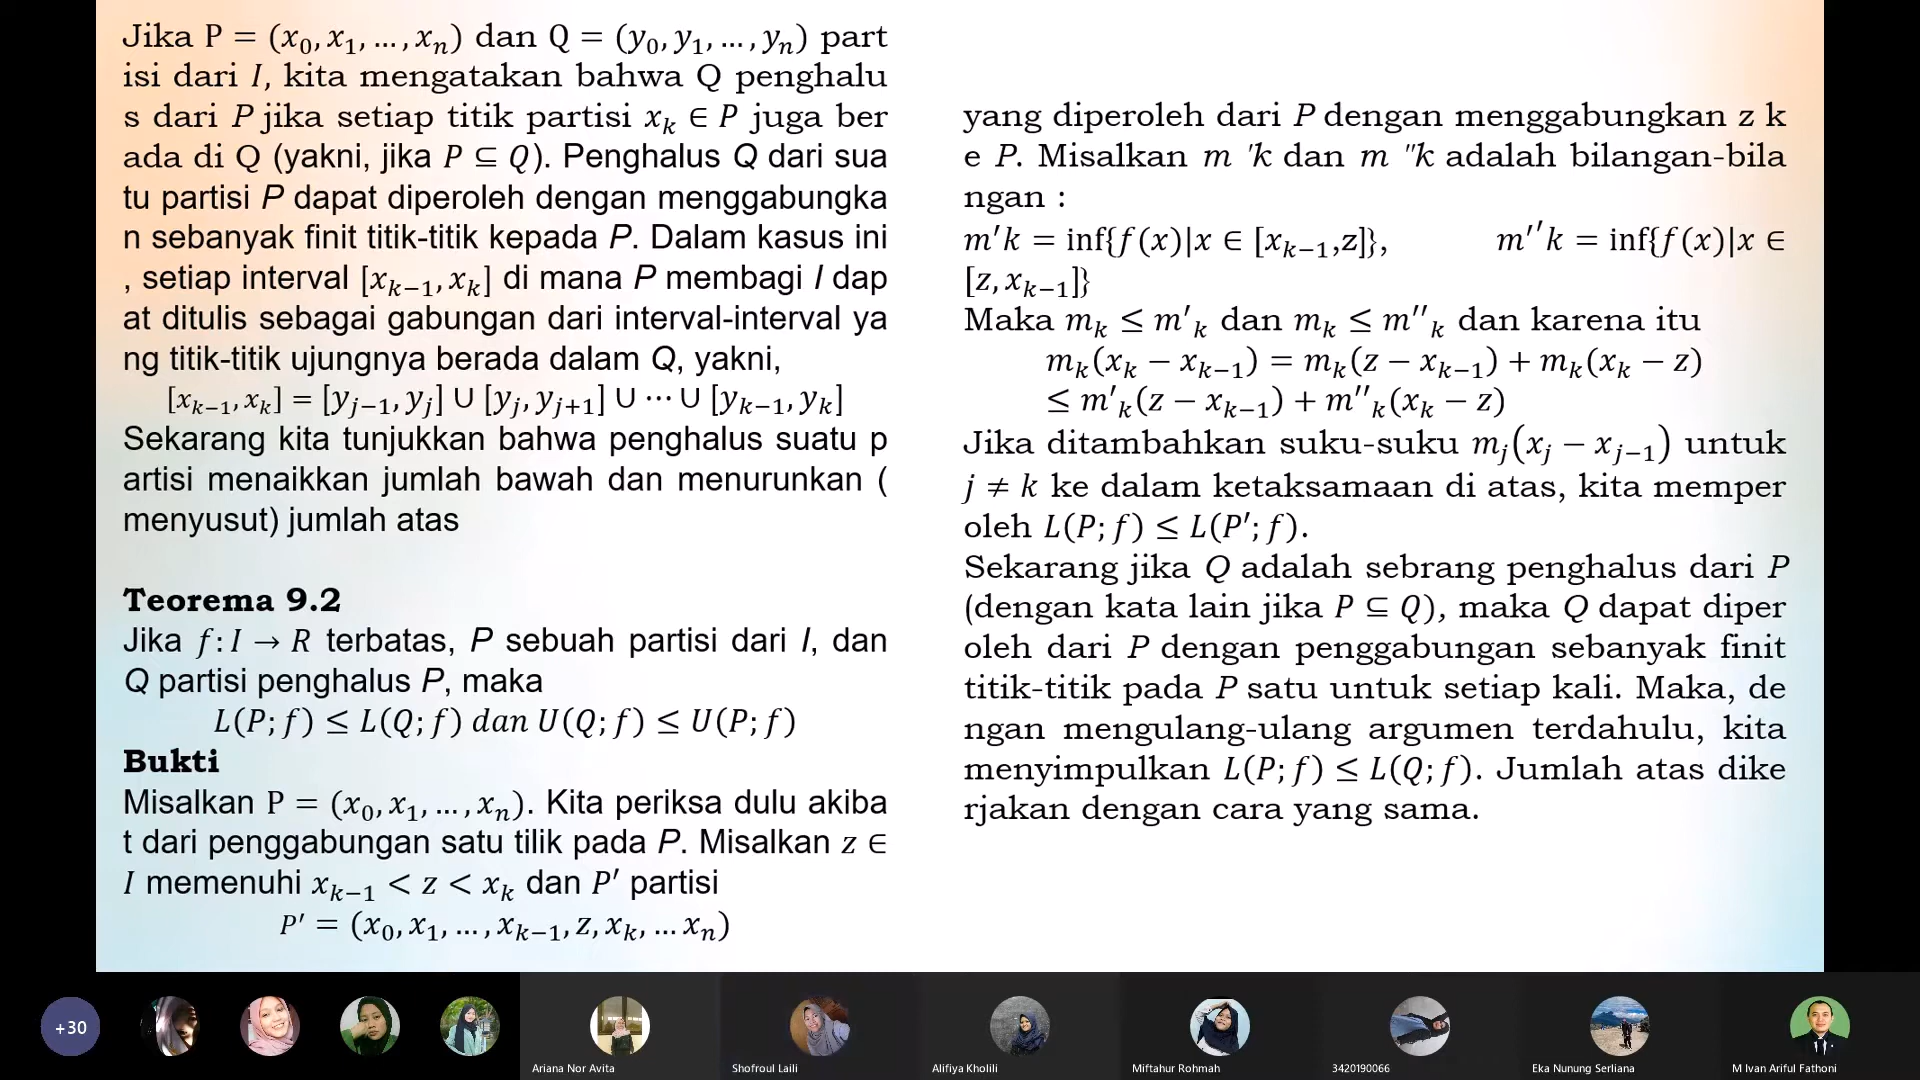 Jika P = (x₀, x₁, … , xₙ) dan Q = (y₀, y₁, … , yₙ) part
isi dari I, kita mengatakan bahwa Q penghalu
s dari P jika setiap titik partisi xₖ ∈ P juga ber
ada di Q (yakni, jika P ⊆ Q). Penghalus Q dari sua
tu partisi P dapat diperoleh dengan menggabungka
n sebanyak finit titik-titik kepada P. Dalam kasus ini
, setiap interval [xₖ₋₁, xₖ] di mana P membagi I dap
at ditulis sebagai gabungan dari interval-interval ya
ng titik-titik ujungnya berada dalam Q, yakni,
[xₖ₋₁, xₖ] = [yⱼ₋₁, yⱼ] ∪ [yⱼ, yⱼ₊₁] ∪ ⋯ ∪ [yₖ₋₁, yₖ]
Sekarang kita tunjukkan bahwa penghalus suatu p
artisi menaikkan jumlah bawah dan menurunkan (
menyusut) jumlah atas
Teorema 9.2
Jika f: I → R terbatas, P sebuah partisi dari I, dan
Q partisi penghalus P, maka
L(P; f) ≤ L(Q; f) dan U(Q; f) ≤ U(P; f)
Bukti
Misalkan P = (x₀, x₁, … , xₙ). Kita periksa dulu akiba
t dari penggabungan satu tilik pada P. Misalkan z ∈
I memenuhi xₖ₋₁ < z < xₖ dan P′ partisi
P′ = (x₀, x₁, … , xₖ₋₁, z, xₖ, … xₙ)
yang diperoleh dari P dengan menggabungkan z k
e P. Misalkan m 'k dan m "k adalah bilangan-bila
ngan :
m′k = inf{f(x)|x ∈ [xₖ₋₁,z]}, m′′k = inf{f(x)|x ∈
[z, xₖ₋₁]}
Maka mₖ ≤ m′ₖ dan mₖ ≤ m′′ₖ dan karena itu
mₖ(xₖ − xₖ₋₁) = mₖ(z − xₖ₋₁) + mₖ(xₖ − z)
≤ m′ₖ(z − xₖ₋₁) + m′′ₖ(xₖ − z)
Jika ditambahkan suku-suku mⱼ(xⱼ − xⱼ₋₁) untuk
j ≠ k ke dalam ketaksamaan di atas, kita memper
oleh L(P; f) ≤ L(P′; f).
Sekarang jika Q adalah sebrang penghalus dari P
(dengan kata lain jika P ⊆ Q), maka Q dapat diper
oleh dari P dengan penggabungan sebanyak finit
titik-titik pada P satu untuk setiap kali. Maka, de
ngan mengulang-ulang argumen terdahulu, kita
menyimpulkan L(P; f) ≤ L(Q; f). Jumlah atas dike
rjakan dengan cara yang sama.
+30
Ariana Nor Avita
Shofroul Laili
Alifiya Kholili
Miftahur Rohmah
3420190066
Eka Nunung Serliana
M Ivan Ariful Fathoni